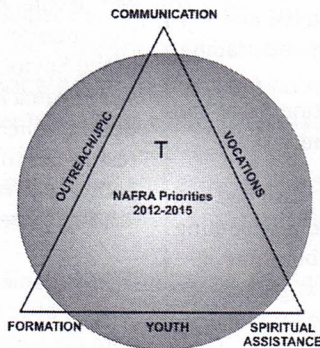 COMMUNICATION
OUTREACH/JPIC
VOCATIONS
T
NAFRA Priorities
2012-2015
FORMATION
YOUTH
SPIRITUAL
ASSISTANCE